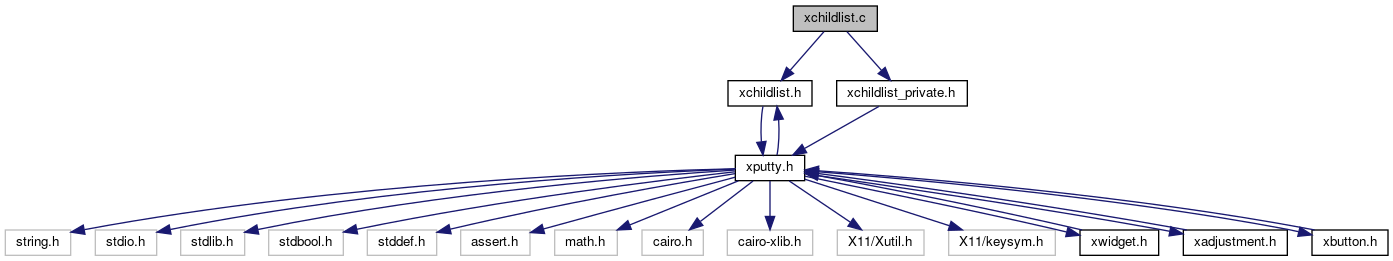 xchildlist.c
xchildlist.h
xchildlist_private.h
xputty.h
string.h
stdio.h
stdlib.h
stdbool.h
stddef.h
assert.h
math.h
cairo.h
cairo-xlib.h
X11/Xutil.h
X11/keysym.h
xwidget.h
xadjustment.h
xbutton.h